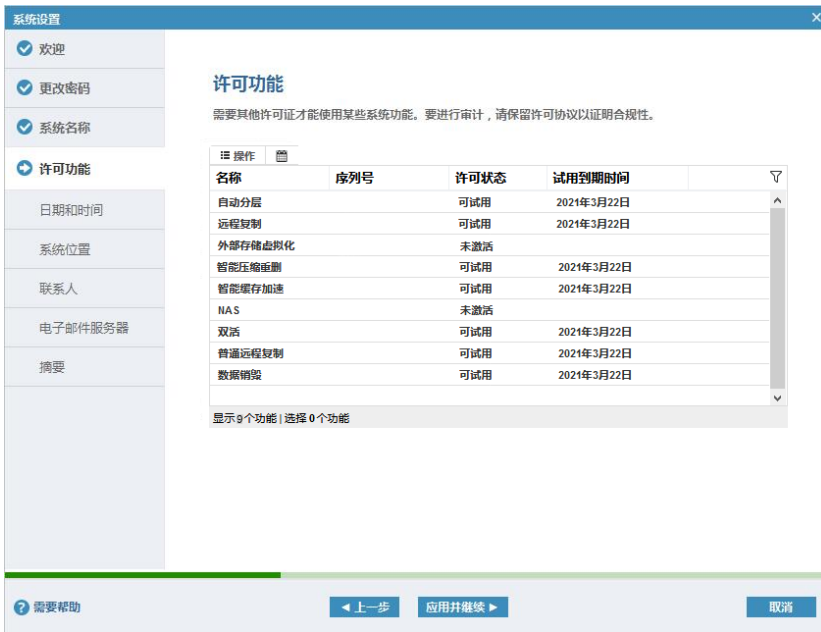 系统设置
欢迎
更改密码
系统名称
许可功能
日期和时间
系统位置
联系人
电子邮件服务器
摘要
许可功能
需要其他许可证才能使用某些系统功能。要进行审计，请保留许可协议以证明合规性。
操作
名称 序列号 许可状态 试用到期时间
自动分层 可试用 2021年3月22日
远程复制 可试用 2021年3月22日
外部存储虚拟化 未激活
智能压缩重删 可试用 2021年3月22日
智能缓存加速 可试用 2021年3月22日
NAS 未激活
双活 可试用 2021年3月22日
普通远程复制 可试用 2021年3月22日
数据销毁 可试用 2021年3月22日
显示9个功能|选择0个功能
需要帮助 上一步 应用并继续 取消